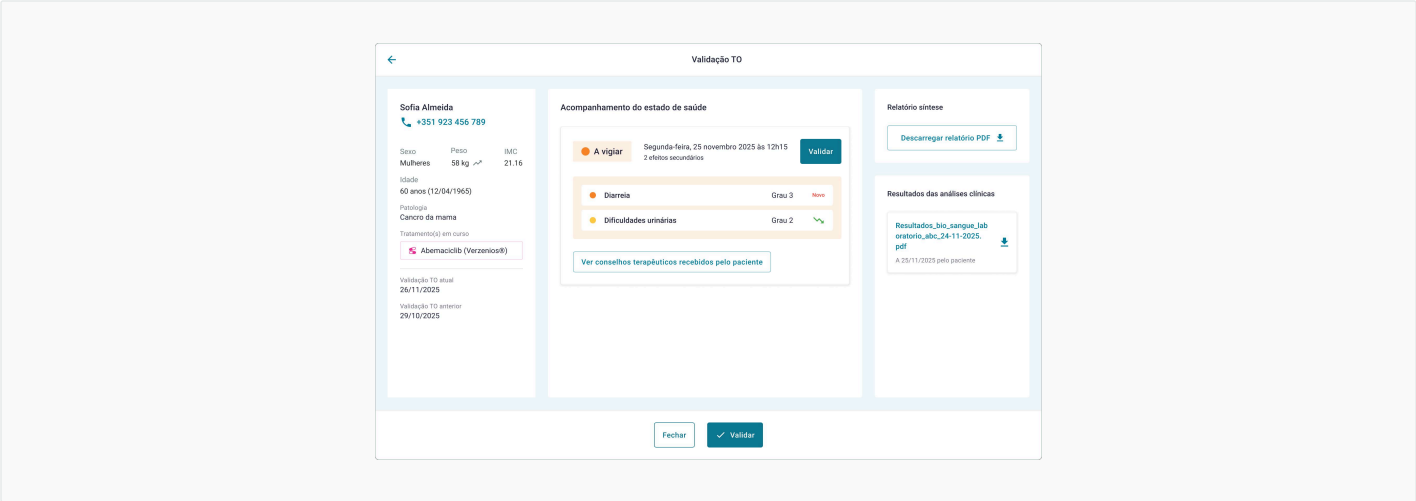 Validação TO
Sofia Almeida
+351 923 456 789
Sexo Peso IMC
Mulheres 58 kg 21.16
Idade
60 anos (12/04/1965)
Patologia
Cancro da mama
Tratamento(s) em curso
Abemaciclib (Verzenios®)
Validação TO atual
26/11/2025
Validação TO anterior
29/10/2025
Acompanhamento do estado de saúde
A vigiar
Segunda-feira, 25 novembro 2025 às 12h15
2 efeitos secundários
Validar
Diarreia Grau 3 Novo
Dificuldades urinárias Grau 2
Ver conselhos terapêuticos recebidos pelo paciente
Relatório síntese
Descarregar relatório PDF
Resultados das análises clínicas
Resultados_bio_sangue_lab
oratorio_abc_24-11-2025.
pdf
A 25/11/2025 pelo paciente
Fechar
Validar